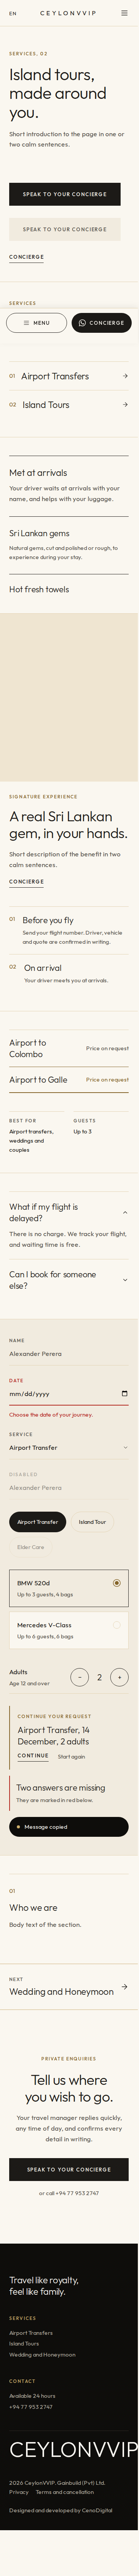 EN
CEYLONVVIP
SERVICES, 02
Island tours,
made around
you.
Short introduction to the page in one or
two calm sentences.
SPEAK TO YOUR CONCIERGE
SPEAK TO YOUR CONCIERGE
CONCIERGE
SERVICES
MENU
CONCIERGE
01 Airport Transfers
02 Island Tours
Met at arrivals
Your driver waits at arrivals with your
name, and helps with your luggage.
Sri Lankan gems
Natural gems, cut and polished or rough, to
experience during your stay.
Hot fresh towels
SIGNATURE EXPERIENCE
A real Sri Lankan
gem, in your hands.
Short description of the benefit in two
calm sentences.
CONCIERGE
01 Before you fly
Send your flight number. Driver, vehicle
and quote are confirmed in writing.
02 On arrival
Your driver meets you at arrivals.
Airport to
Colombo
Price on request
Airport to Galle
Price on request
BEST FOR
Airport transfers,
weddings and
couples
GUESTS
Up to 3
What if my flight is
delayed?
There is no charge. We track your flight,
and waiting time is free.
Can I book for someone
else?
NAME
Alexander Perera
DATE
mm/dd/yyyy
Choose the date of your journey.
SERVICE
Airport Transfer
DISABLED
Alexander Perera
Airport Transfer
Island Tour
Elder Care
BMW 520d
Up to 3 guests, 4 bags
Mercedes V-Class
Up to 6 guests, 6 bags
Adults
Age 12 and over
− 2 +
CONTINUE YOUR REQUEST
Airport Transfer, 14
December, 2 adults
CONTINUE
Start again
Two answers are missing
They are marked in red below.
Message copied
01
Who we are
Body text of the section.
NEXT
Wedding and Honeymoon
PRIVATE ENQUIRIES
Tell us where
you wish to go.
Your travel manager replies quickly,
any time of day, and confirms every
detail in writing.
SPEAK TO YOUR CONCIERGE
or call +94 77 953 2747
Travel like royalty,
feel like family.
SERVICES
Airport Transfers
Island Tours
Wedding and Honeymoon
CONTACT
Available 24 hours
+94 77 953 2747
CEYLONVVIP
2026 CeylonVVIP. Gainbuild (Pvt) Ltd.
Privacy
Terms and cancellation
Designed and developed by CenoDigital